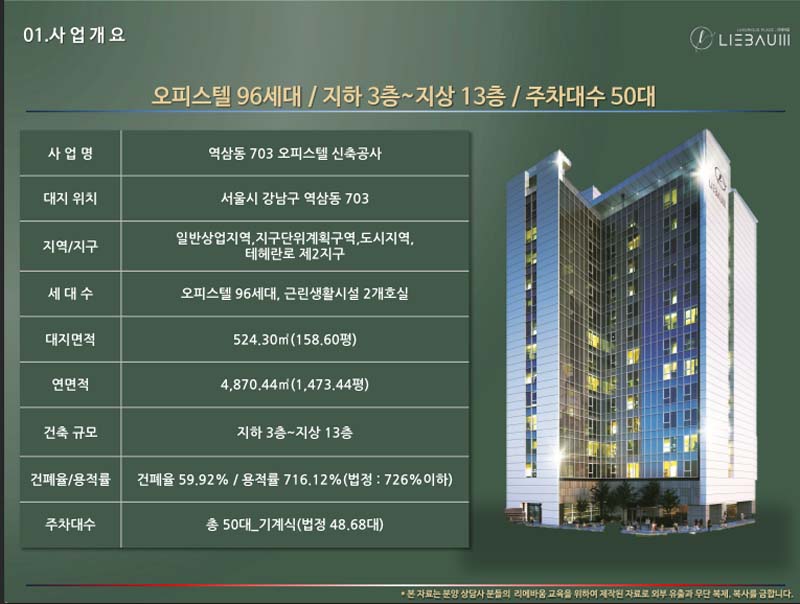 01.사 업 개 요
LIEBAUM
오피스텔 96세대 / 지하 3층~지상 13층 / 주차대수 50대
사 업 명
역삼동 703 오피스텔 신축공사
대지 위치
서울시 강남구 역삼동 703
지역/지구
일반상업지역,지구단위계획구역,도시지역,
테헤란로 제2지구
세 대 수
오피스텔 96세대, 근린생활시설 2개호실
대지면적
524.30㎡(158.60평)
연면적
4,870.44㎡(1,473.44평)
건축 규모
지하 3층~지상 13층
건폐율/용적률
건폐율 59.92% / 용적률 716.12%(법정 : 726%이하)
주차대수
총 50대_기계식(법정 48.68대)
LIEBAUM
* 본 자료는 분양 상담사 분들의 리에바움 교육을 위하여 제작된 자료로 외부 유출과 무단 복제, 복사를 금합니다.